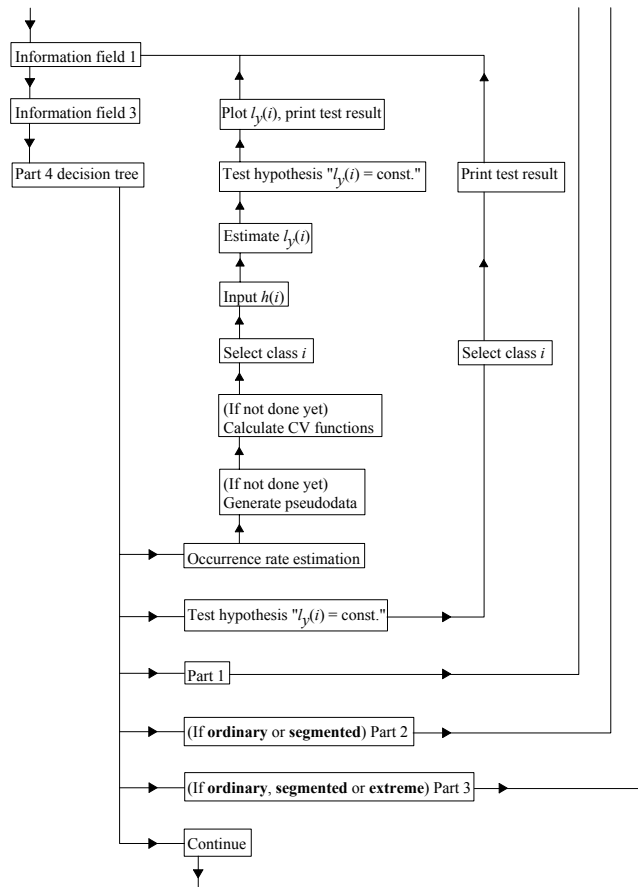 Information field 1
Information field 3
Part 4 decision tree
Plot l_y(i), print test result
Test hypothesis "l_y(i) = const."
Print test result
Estimate l_y(i)
Input h(i)
Select class i
Select class i
(If not done yet)
Calculate CV functions
(If not done yet)
Generate pseudodata
Occurrence rate estimation
Test hypothesis "l_y(i) = const."
Part 1
(If ordinary or segmented) Part 2
(If ordinary, segmented or extreme) Part 3
Continue